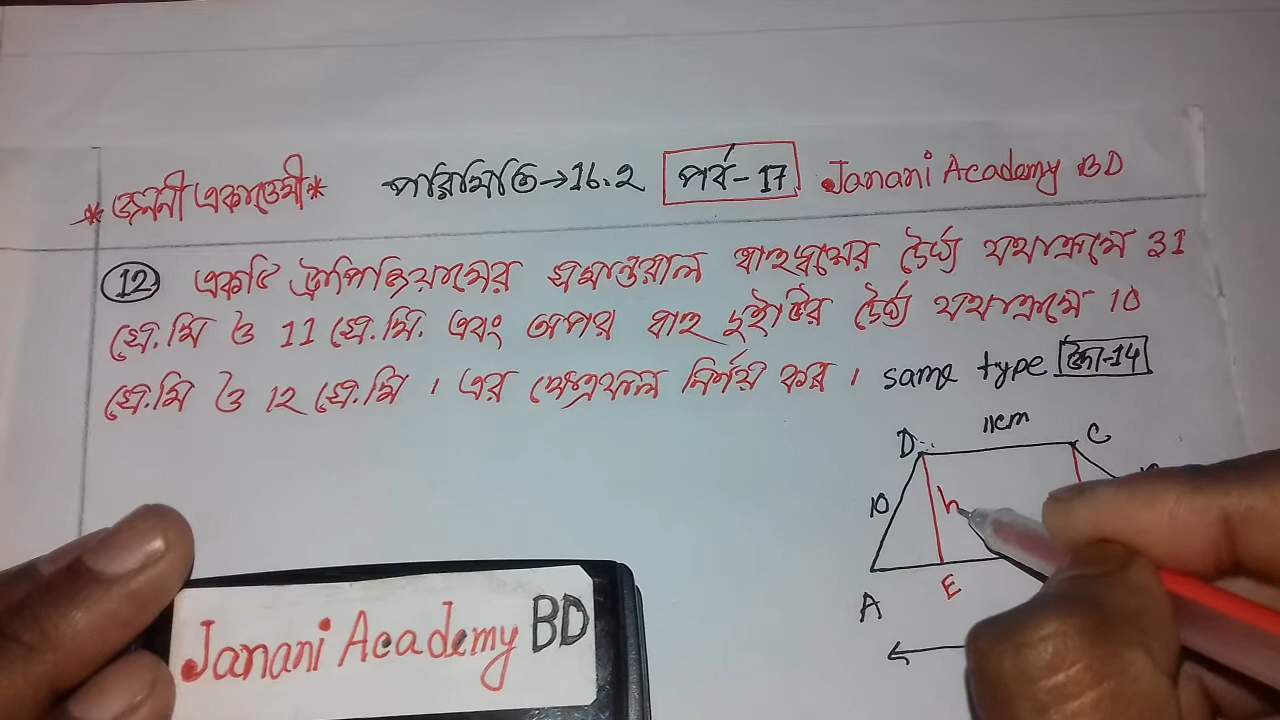 *জননী একাডেমী* পরিমিতি→16.2 পর্ব-17 Janani Academy BD
12 একটি ট্রাপিজিয়ামের সমান্তরাল বাহুদ্বয়ের দৈর্ঘ্য যথাক্রমে 31
সে.মি ও 11 সে.মি. এবং অপর বাহু দুইটির দৈর্ঘ্য যথাক্রমে 10
সে.মি ও 12 সে.মি । এর ক্ষেত্রফল নির্ণয় কর । same type উদা-14
11cm
D C
10 h
E
A
Janani Academy BD